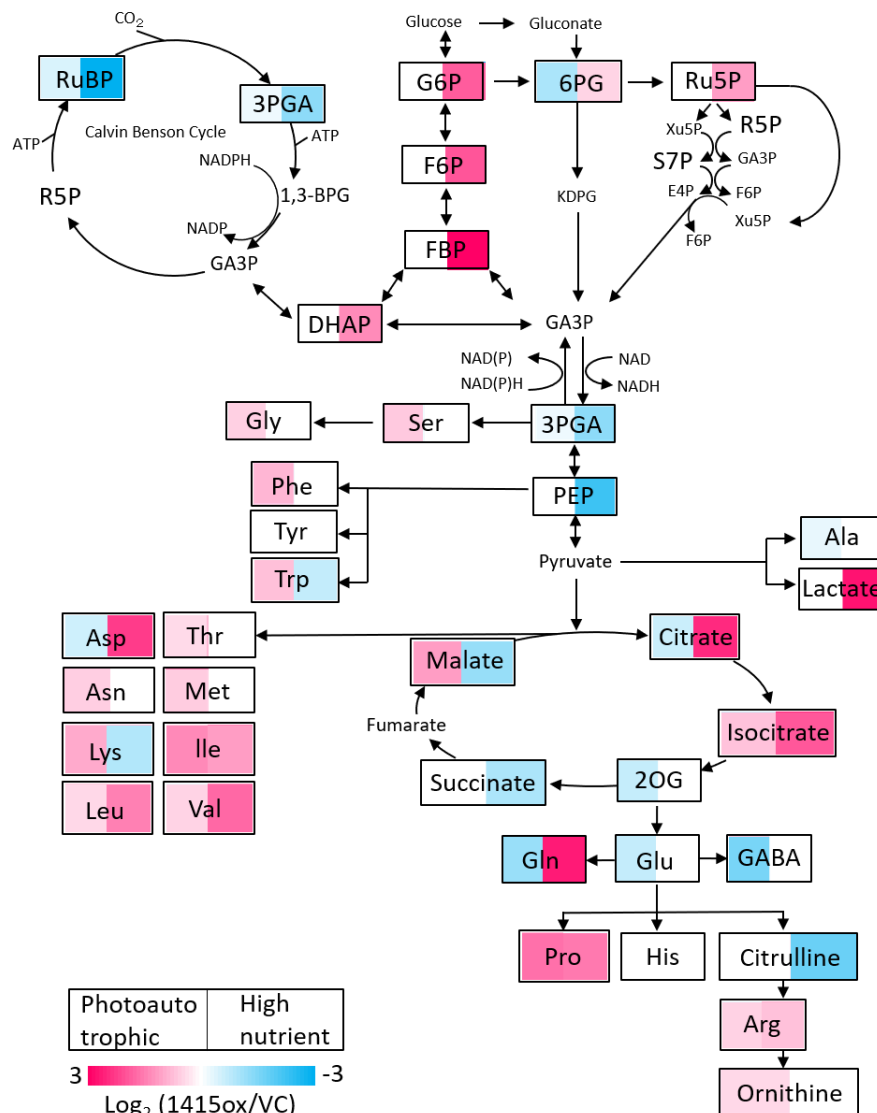 Glucose
Gluconate
CO2
RuBP
3PGA
G6P
6PG
Ru5P
ATP
Calvin Benson Cycle
ATP
NADPH
Xu5P
R5P
F6P
S7P
GA3P
R5P
1,3-BPG
KDPG
E4P
F6P
NADP
Xu5P
FBP
F6P
GA3P
DHAP
GA3P
NAD(P)
NAD
NAD(P)H
NADH
Gly
Ser
3PGA
Phe
PEP
Tyr
Ala
Pyruvate
Trp
Lactate
Asp
Thr
Malate
Citrate
Asn
Met
Fumarate
Isocitrate
Lys
Ile
Succinate
2OG
Leu
Val
Gln
Glu
GABA
Pro
His
Citrulline
Photoauto
trophic
High
nutrient
Arg
3
-3
Ornithine
Log2 (1415ox/VC)